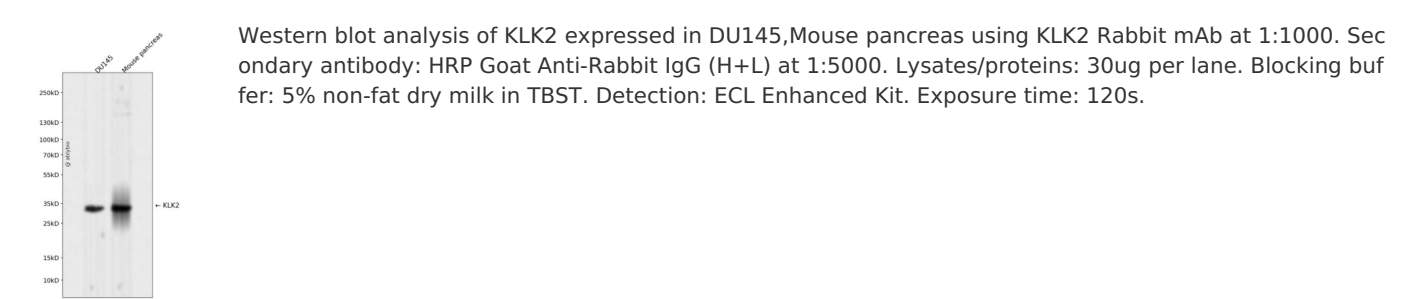 DU145
Mouse pancreas
Western blot analysis of KLK2 expressed in DU145,Mouse pancreas using KLK2 Rabbit mAb at 1:1000. Sec
ondary antibody: HRP Goat Anti-Rabbit IgG (H+L) at 1:5000. Lysates/proteins: 30ug per lane. Blocking buf
fer: 5% non-fat dry milk in TBST. Detection: ECL Enhanced Kit. Exposure time: 120s.
250kD
130kD
100kD
70kD
55kD
35kD
← KLK2
25kD
15kD
10kD